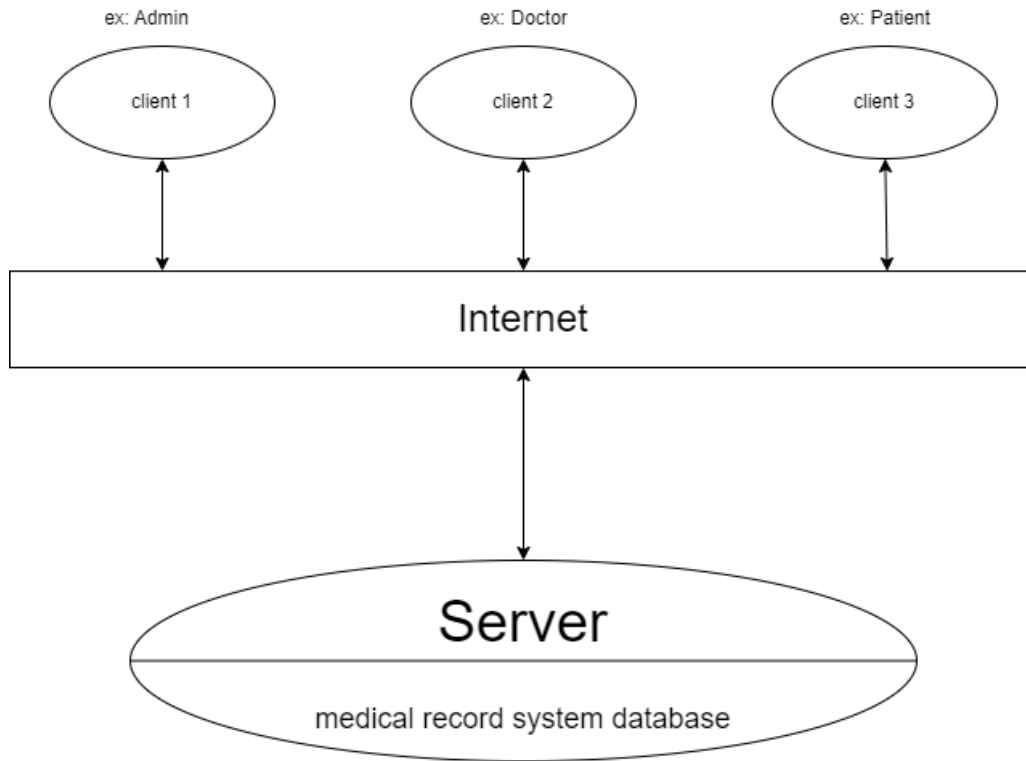 ex: Admin
ex: Doctor
ex: Patient
client 1
client 2
client 3
Internet
Server
medical record system database